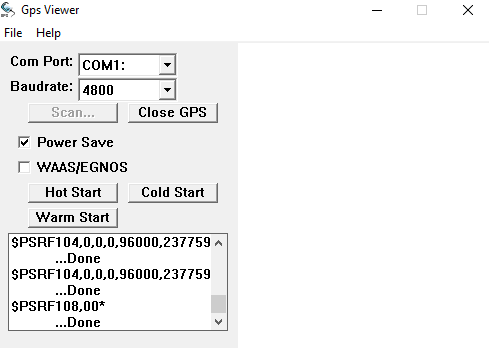 Gps Viewer
File Help
Com Port: COM1:
Baudrate: 4800
Scan... Close GPS
Power Save
WAAS/EGNOS
Hot Start Cold Start
Warm Start
$PSRF104,0,0,0,96000,237759
...Done
$PSRF104,0,0,0,96000,237759
...Done
$PSRF108,00*
...Done